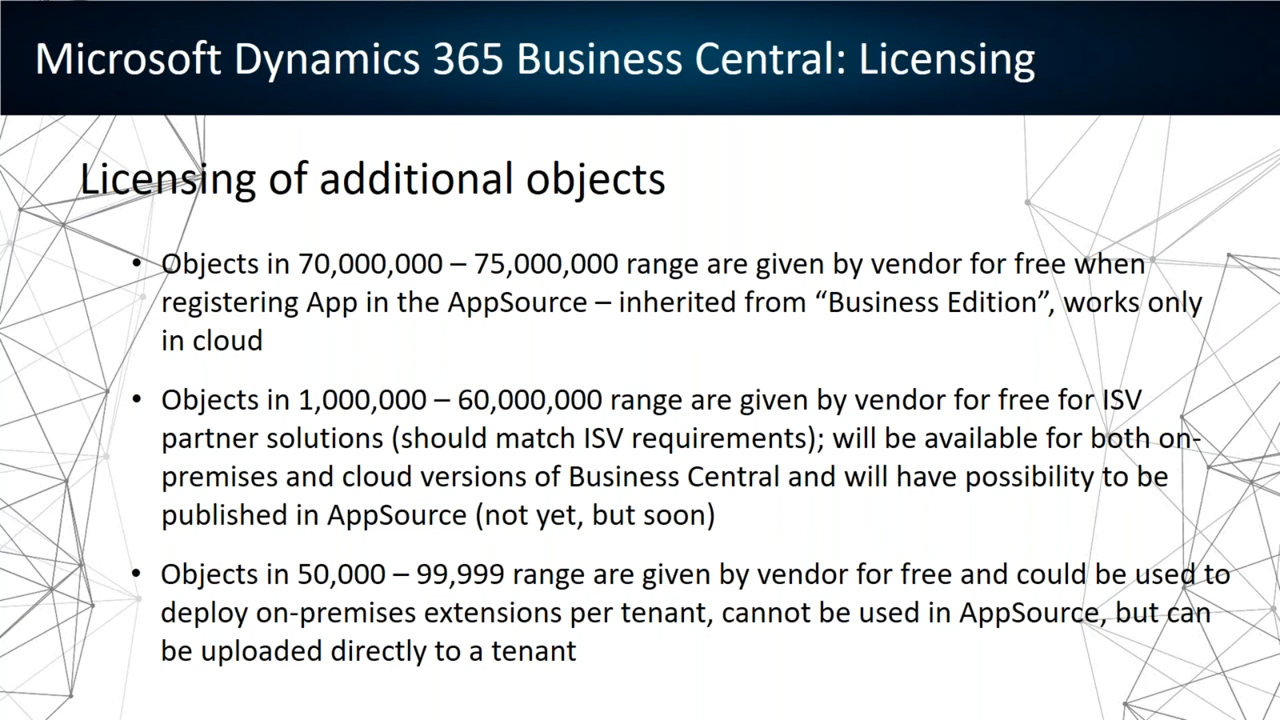 Microsoft Dynamics 365 Business Central: Licensing
Licensing of additional objects
• Objects in 70,000,000 – 75,000,000 range are given by vendor for free when
registering App in the AppSource – inherited from “Business Edition”, works only
in cloud
• Objects in 1,000,000 – 60,000,000 range are given by vendor for free for ISV
partner solutions (should match ISV requirements); will be available for both on-
premises and cloud versions of Business Central and will have possibility to be
published in AppSource (not yet, but soon)
• Objects in 50,000 – 99,999 range are given by vendor for free and could be used to
deploy on-premises extensions per tenant, cannot be used in AppSource, but can
be uploaded directly to a tenant